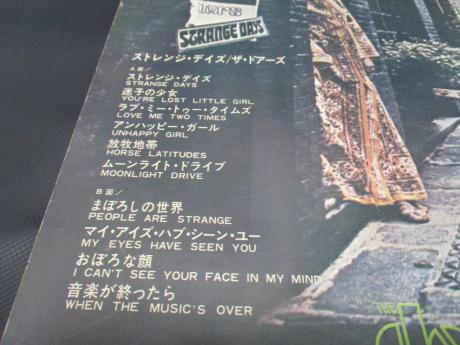 STRANGE DAYS
ストレンジ・デイズ/ザ・ドアーズ
A面/
ストレンジ・デイズ
STRANGE DAYS
迷子の少女
YOU'RE LOST LITTLE GIRL
ラブ・ミー・トゥー・タイムズ
LOVE ME TWO TIMES
アンハッピー・ガール
UNHAPPY GIRL
放牧地帯
HORSE LATITUDES
ムーンライト・ドライブ
MOONLIGHT DRIVE
B面/
まぼろしの世界
PEOPLE ARE STRANGE
マイ・アイズ・ハブ・シーン・ユー
MY EYES HAVE SEEN YOU
おぼろな顔
I CAN'T SEE YOUR FACE IN MY MIND
音楽が終ったら
WHEN THE MUSIC'S OVER
THE